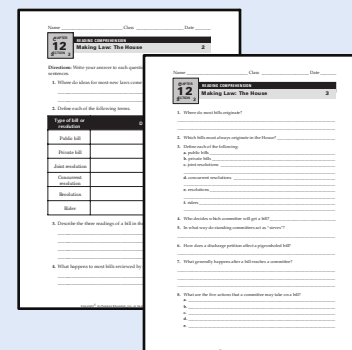 Name Class Date
CHAPTER
12
SECTION 2
READING COMPREHENSION
Making Law: The House 2
Directions: Write your answer to each
sentences.
1. Where do ideas for most new laws come
2. Define each of the following terms.
Type of bill or
resolution
Public bill
Private bill
Joint resolution
Concurrent
resolution
Resolution
Rider
3. Describe the three readings of a bill in the
4. What happens to most bills reviewed by
Name Class Date
CHAPTER
12
SECTION 3
READING COMPREHENSION
Making Law: The House 3
1. Where do most bills originate?
2. Which bills must always originate in the House?
3. Define each of the following:
a. public bills
b. private bills
c. joint resolutions
d. concurrent resolutions
e. resolutions
f. riders
4. Who decides which committee will get a bill?
5. In what way do standing committees act as "sieves"?
6. How does a discharge petition affect a pigeonholed bill?
7. What generally happens after a bill reaches a committee?
8. What are the five actions that a committee may take on a bill?
a.
b.
c.
d.
e.